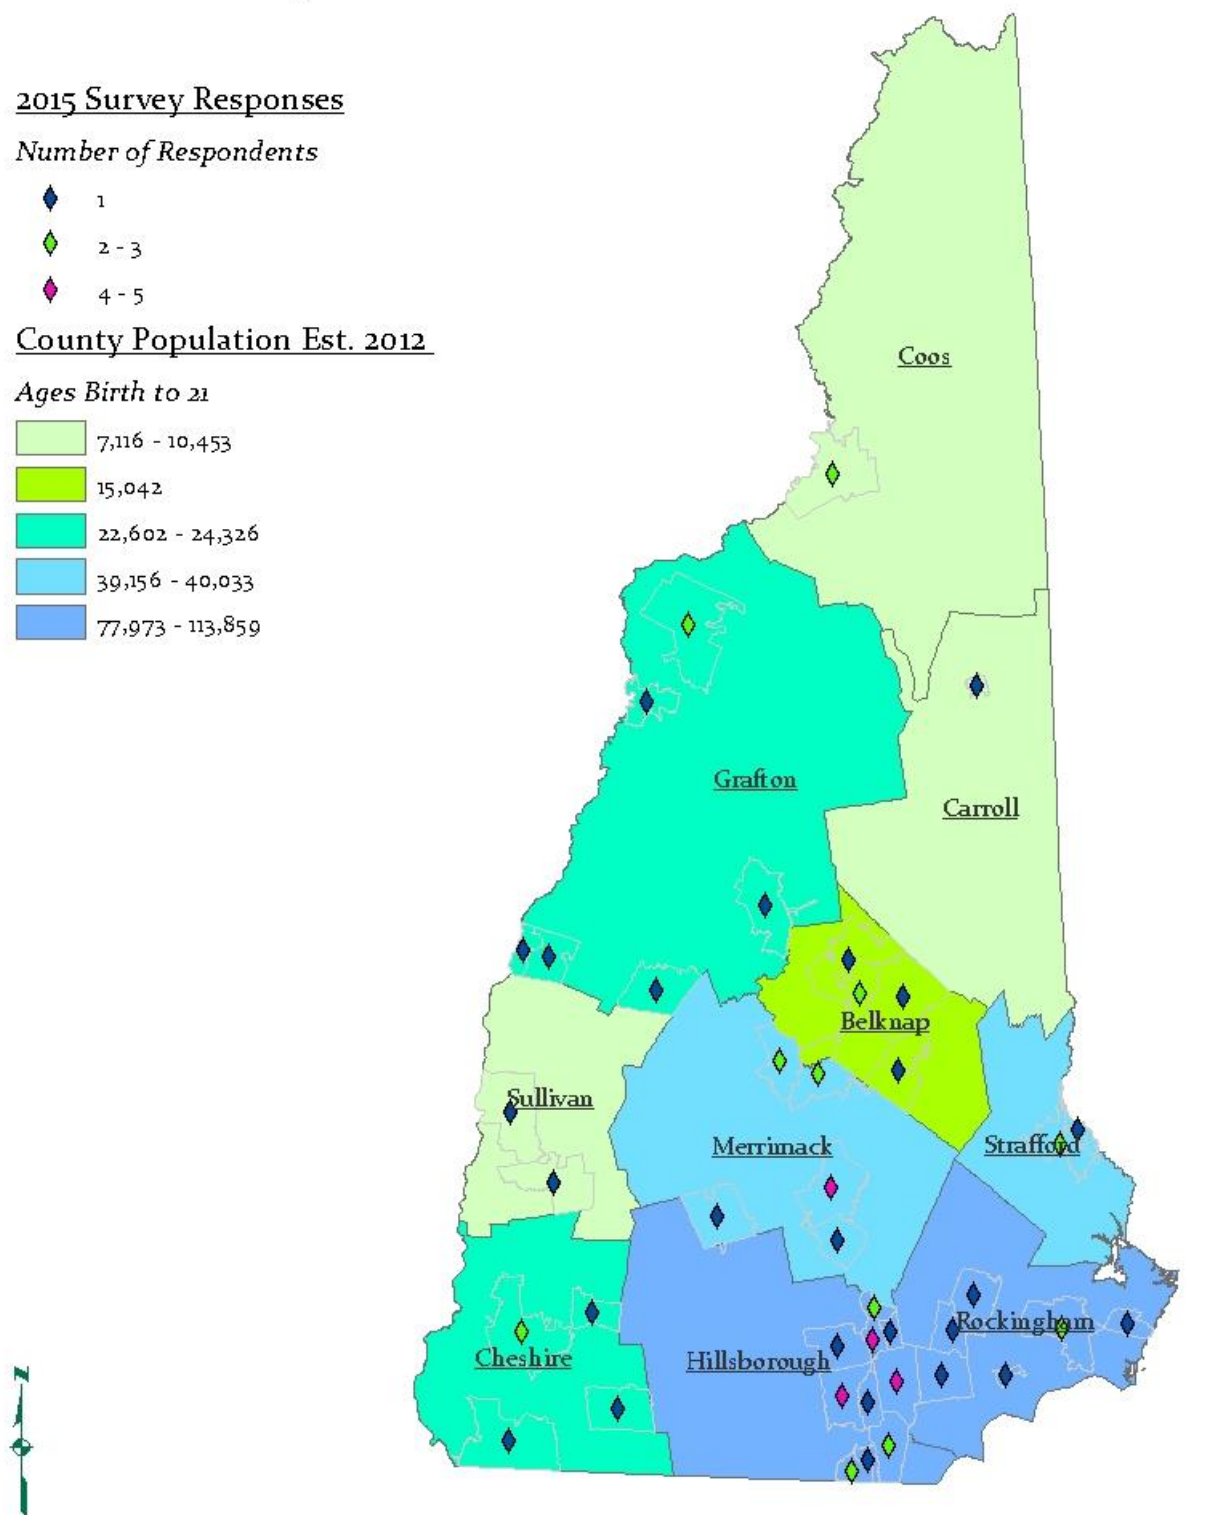 2015 Survey Responses
Number of Respondents
1
2 - 3
4 - 5
County Population Est. 2012
Ages Birth to 21
7,116 - 10,453
15,042
22,602 - 24,326
39,156 - 40,033
77,973 - 113,859
Coos
Grafton
Carroll
Belknap
Sullivan
Merrimack
Strafford
Rockingham
Cheshire
Hillsborough
N